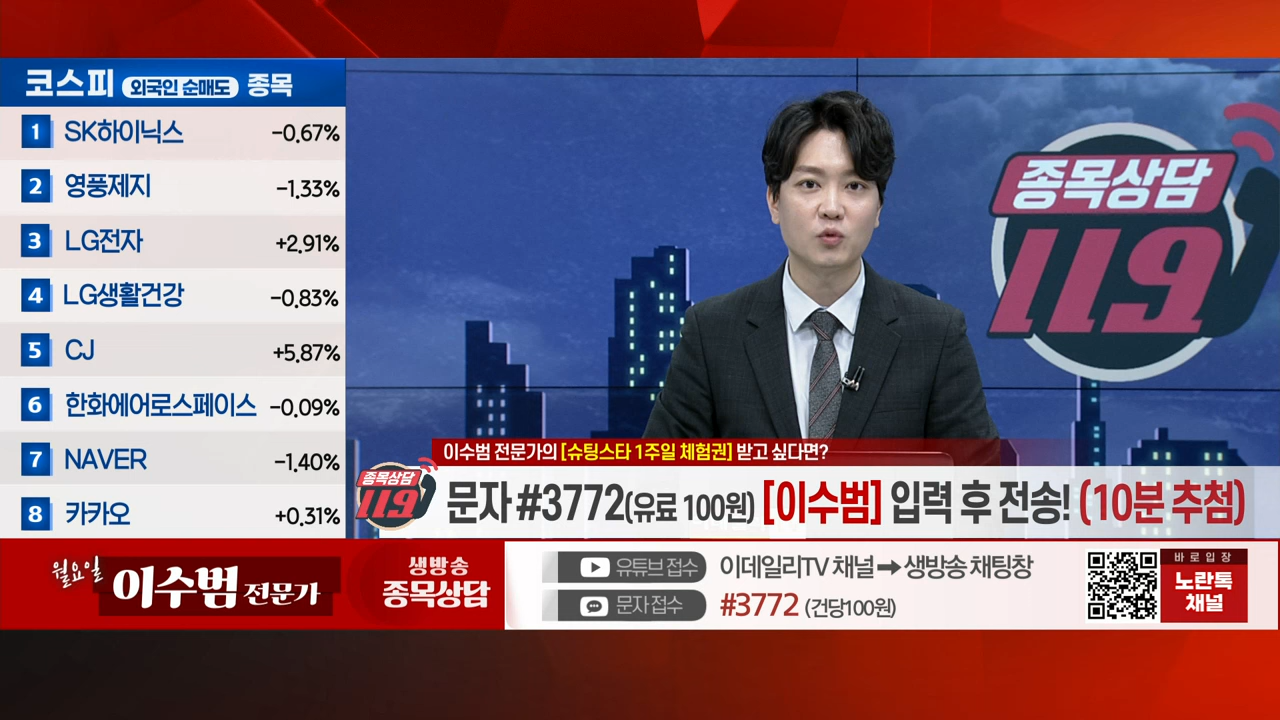 코스피 외국인 순매도 종목
1 SK하이닉스 -0.67%
2 영풍제지 -1.33%
3 LG전자 +2.91%
4 LG생활건강 -0.83%
5 CJ +5.87%
6 한화에어로스페이스 -0.09%
7 NAVER -1.40%
8 카카오 +0.31%
종목상담
119
이수범 전문가의 [슈팅스타 1주일 체험권] 받고 싶다면?
종목상담
119
문자 #3772(유료 100원) [이수범] 입력 후 전송! (10분 추첨)
월요일 이수범 전문가
생방송
종목상담
유튜브 접수 이데일리TV 채널 ➡ 생방송 채팅창
문자 접수 #3772 (건당100원)
바로입장
노란톡
채널